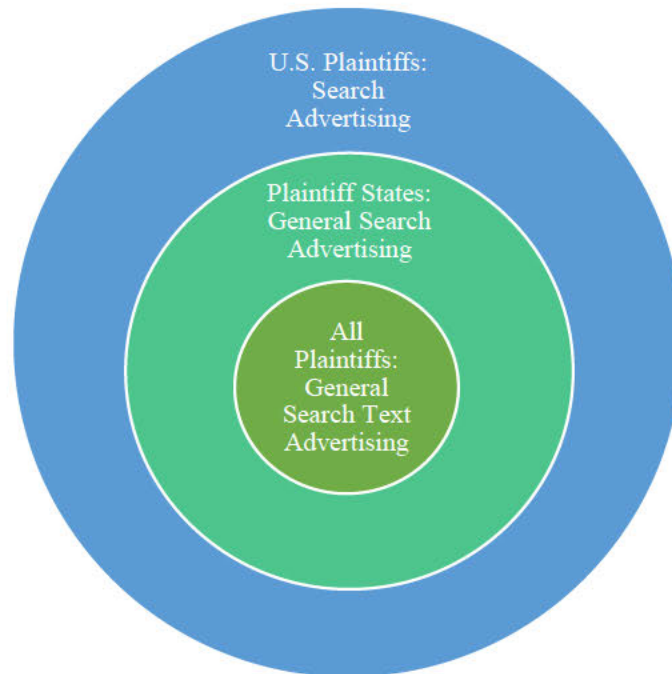 U.S. Plaintiffs:
Search
Advertising
Plaintiff States:
General Search
Advertising
All
Plaintiffs:
General
Search Text
Advertising